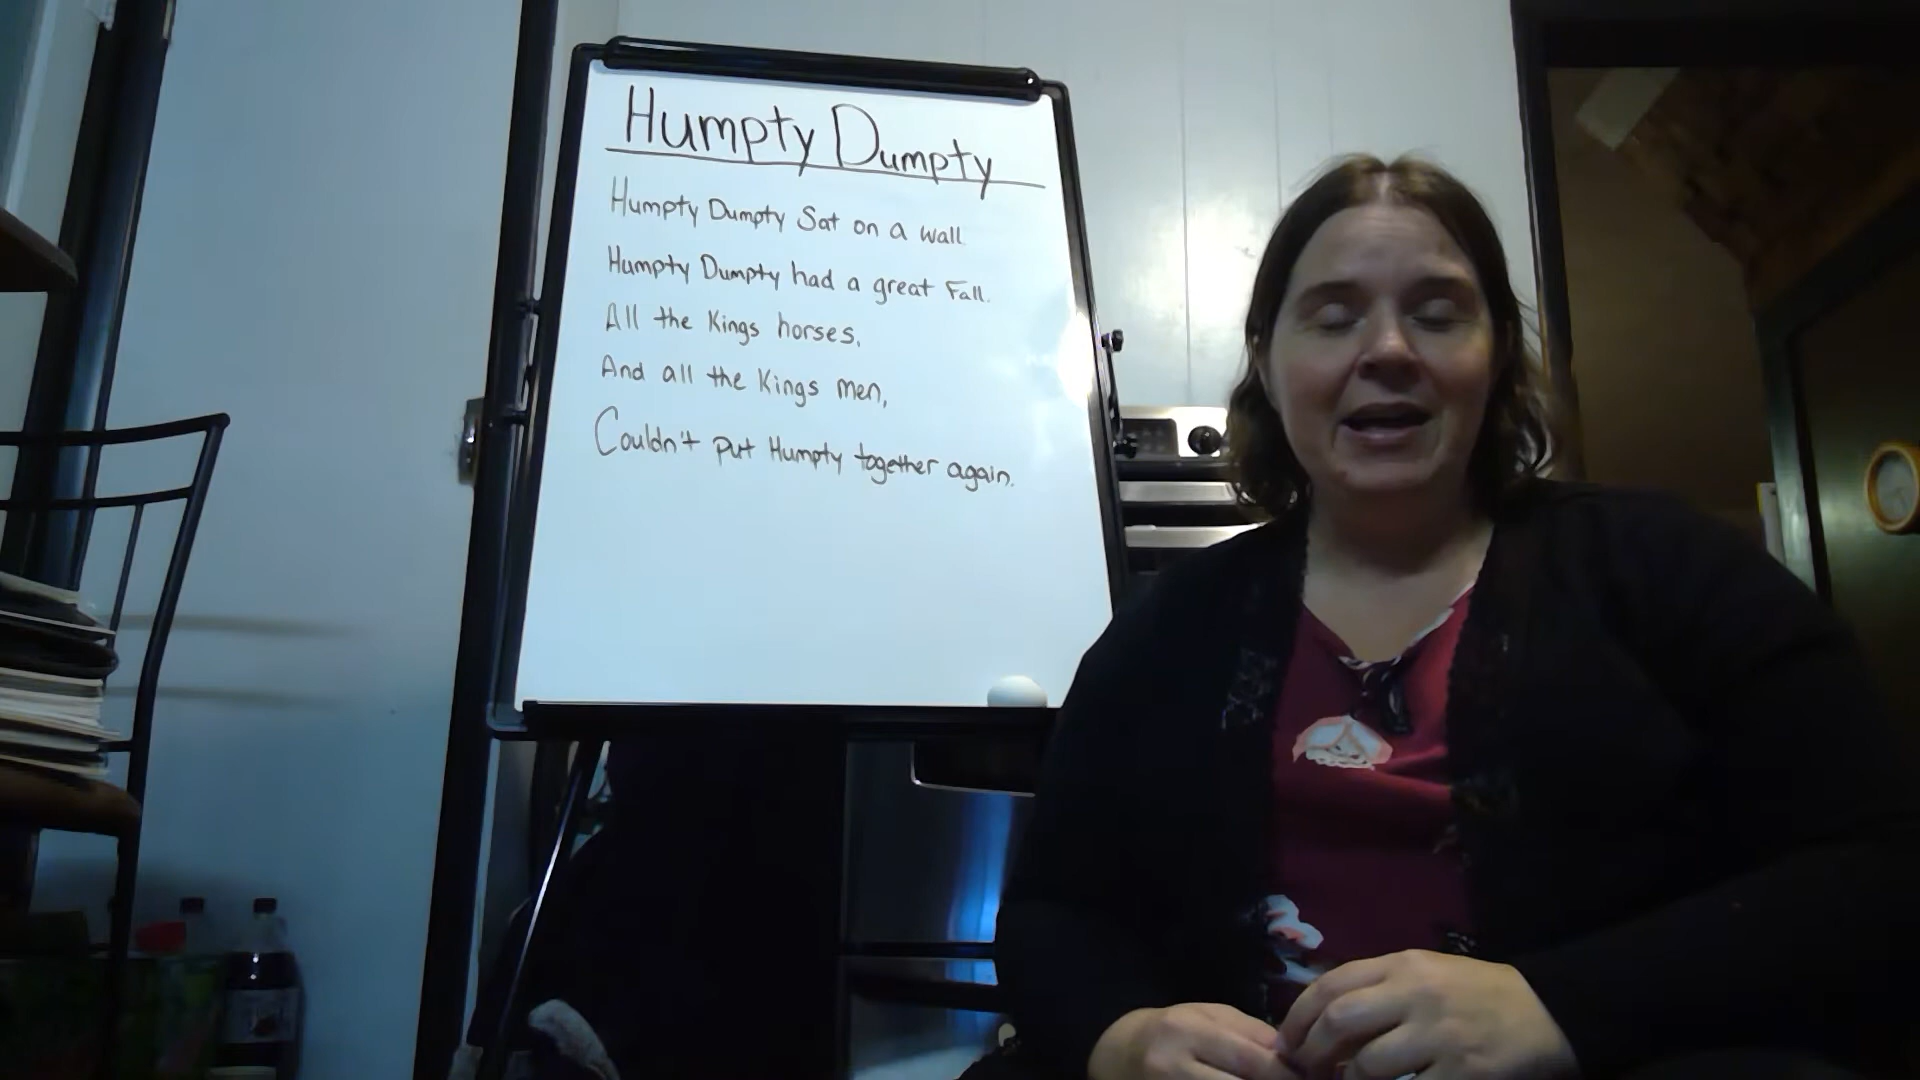 Humpty Dumpty
Humpty Dumpty Sat on a wall
Humpty Dumpty had a great Fall.
All the Kings horses,
And all the Kings men,
Couldn't put Humpty together again.